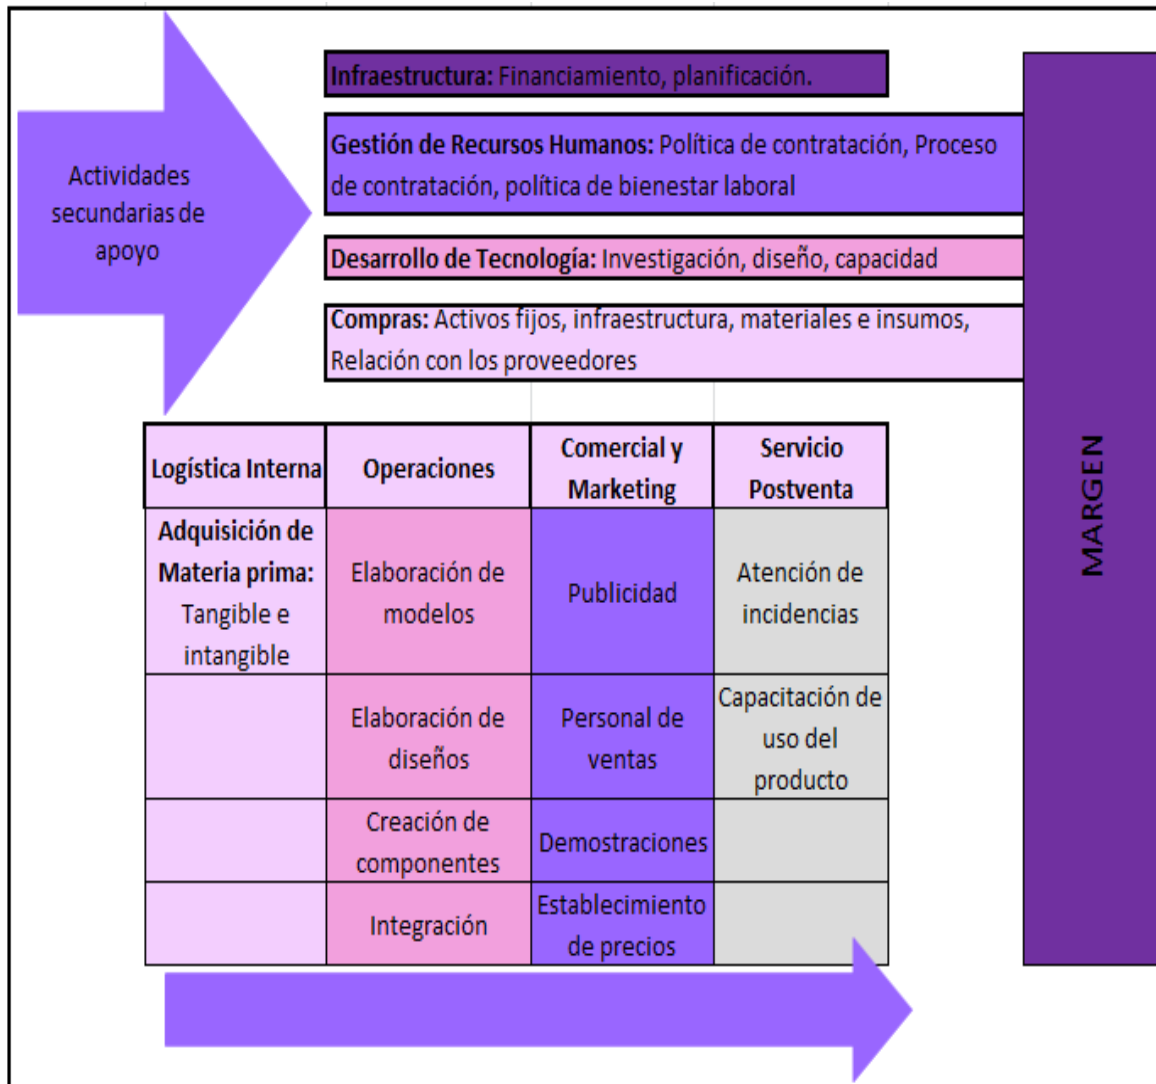 Infraestructura: Financiamiento, planificación.
Actividades
secundarias de
apoyo
Gestión de Recursos Humanos: Política de contratación, Proceso
de contratación, política de bienestar laboral
Desarrollo de Tecnología: Investigación, diseño, capacidad
Compras: Activos fijos, infraestructura, materiales e insumos,
Relación con los proveedores
MARGEN
Logística Interna
Operaciones
Comercial y
Marketing
Servicio
Postventa
Adquisición de
Materia prima:
Tangible e
intangible
Elaboración de
modelos
Publicidad
Atención de
incidencias
Elaboración de
diseños
Personal de
ventas
Capacitación de
uso del
producto
Creación de
componentes
Demostraciones
Integración
Establecimiento
de precios